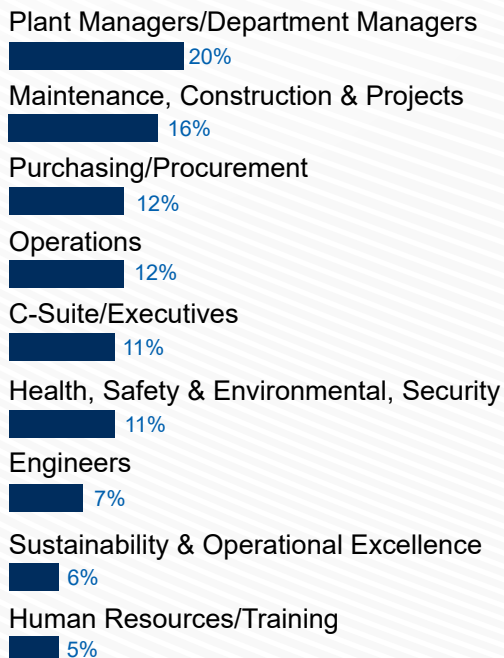 Plant Managers/Department Managers
20%
Maintenance, Construction & Projects
16%
Purchasing/Procurement
12%
Operations
12%
C-Suite/Executives
11%
Health, Safety & Environmental, Security
11%
Engineers
7%
Sustainability & Operational Excellence
6%
Human Resources/Training
5%